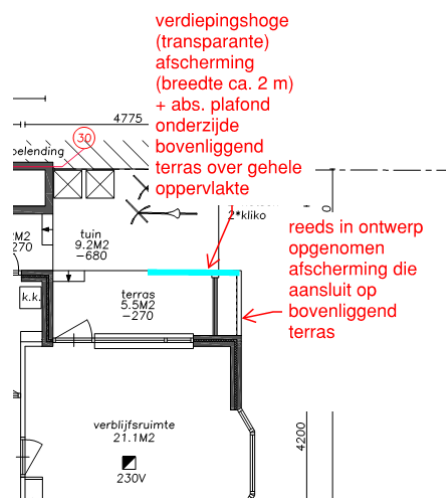 verdiepingshoge
(transparante)
afscherming
(breedte ca. 2 m)
+ abs. plafond
onderzijde
bovenliggend
terras over gehele
oppervlakte
4775
30
belending
2*kliko
tuin
9.2M2
-680
M2
-270
reeds in ontwerp
opgenomen
afscherming die
aansluit op
bovenliggend
terras
k.k.
terras
5.5M2
-270
verblijfsruimte
21.1M2
230V
4200